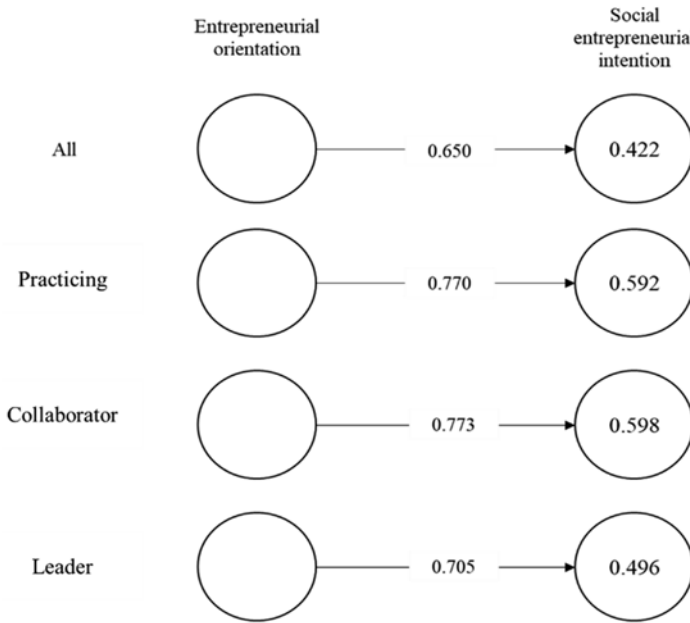 Entrepreneurial
orientation
Social
entrepreneuria
intention
All
0.650
0.422
Practicing
0.770
0.592
Collaborator
0.773
0.598
Leader
0.705
0.496